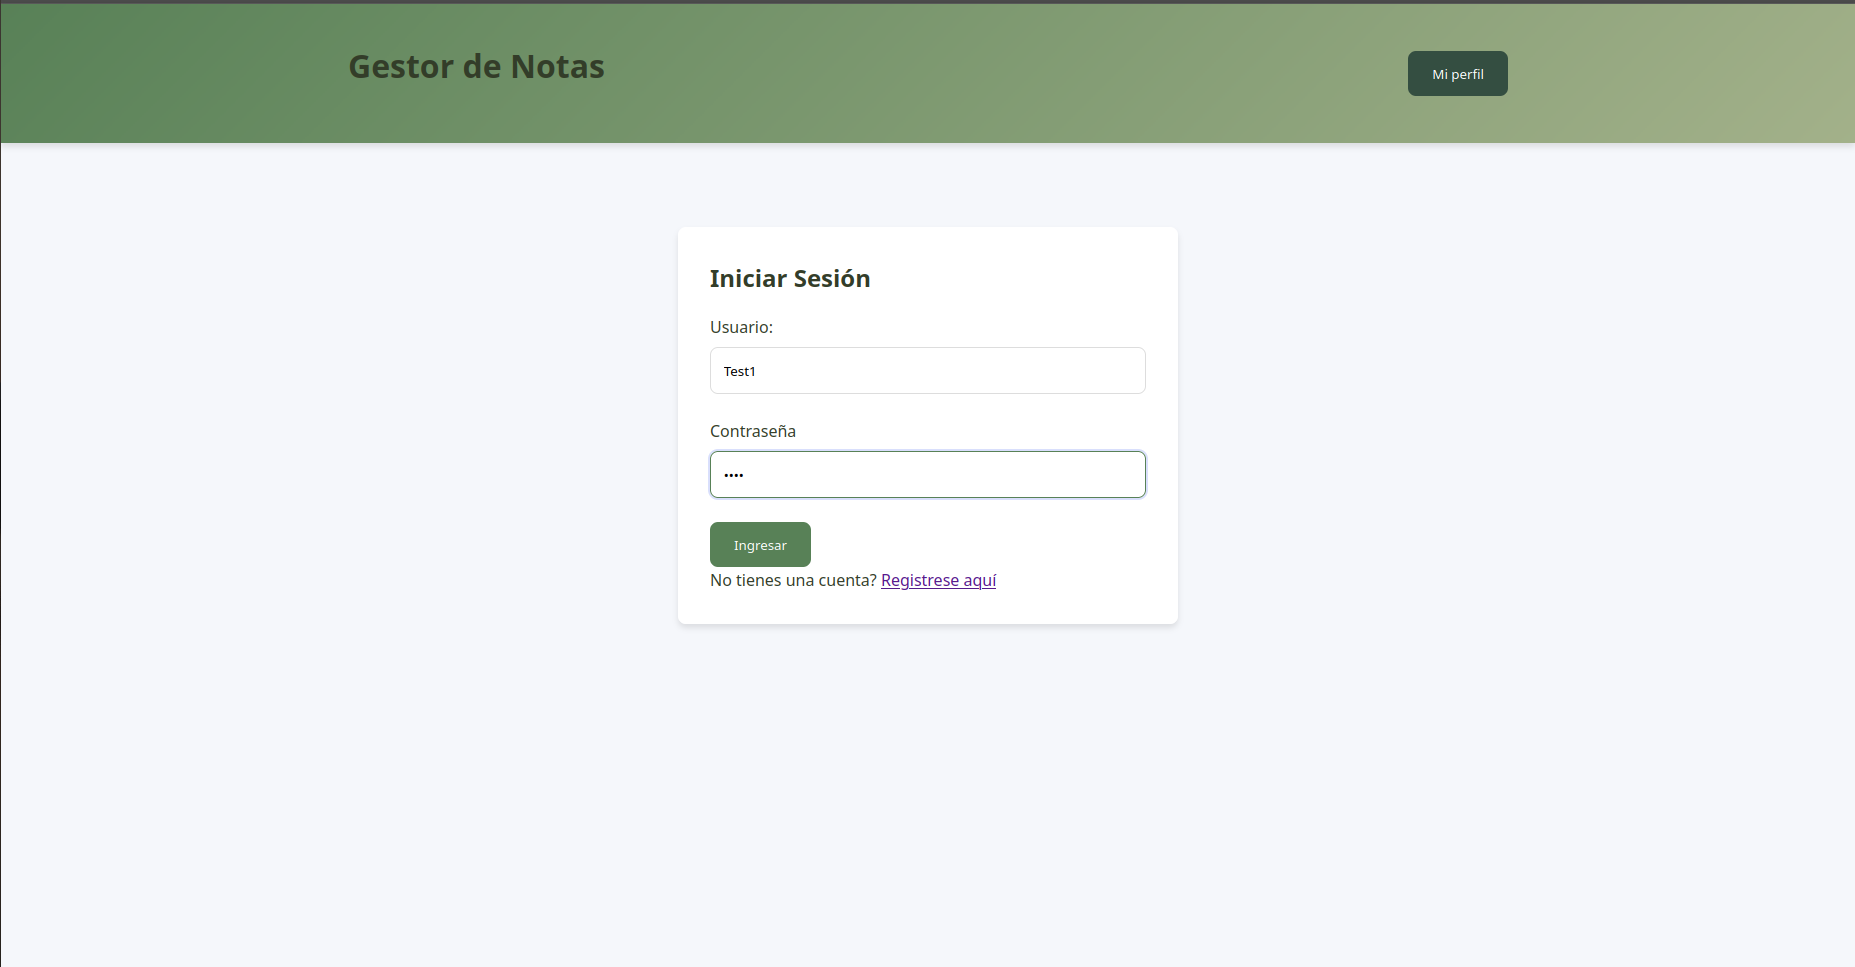 Gestor de Notas
Mi perfil
Iniciar Sesión
Usuario:
Test1
Contraseña
••••
Ingresar
No tienes una cuenta? Registrese aquí